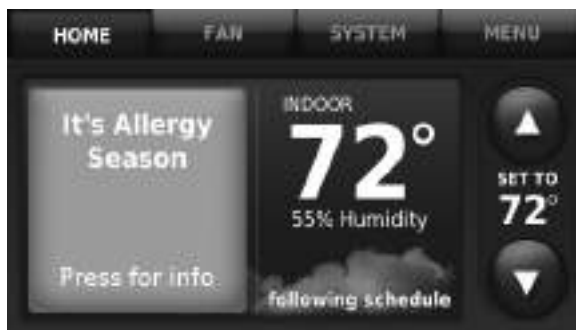 HOME FAN SYSTEM MENU
It's Allergy
Season
Press for info
INDOOR
72°
55% Humidity
following schedule
SET TO
72°